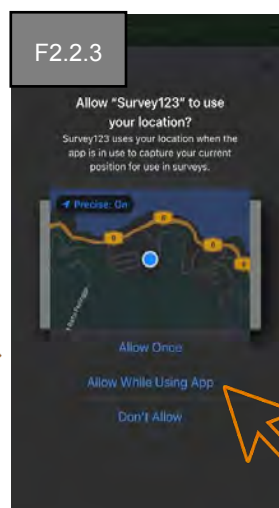 F2.2.3
Allow “Survey123” to use
your location?
Survey123 uses your location when the
app is in use to capture your current
position for use in surveys.
Precise: On
Allow Once
Allow While Using App
Don’t Allow